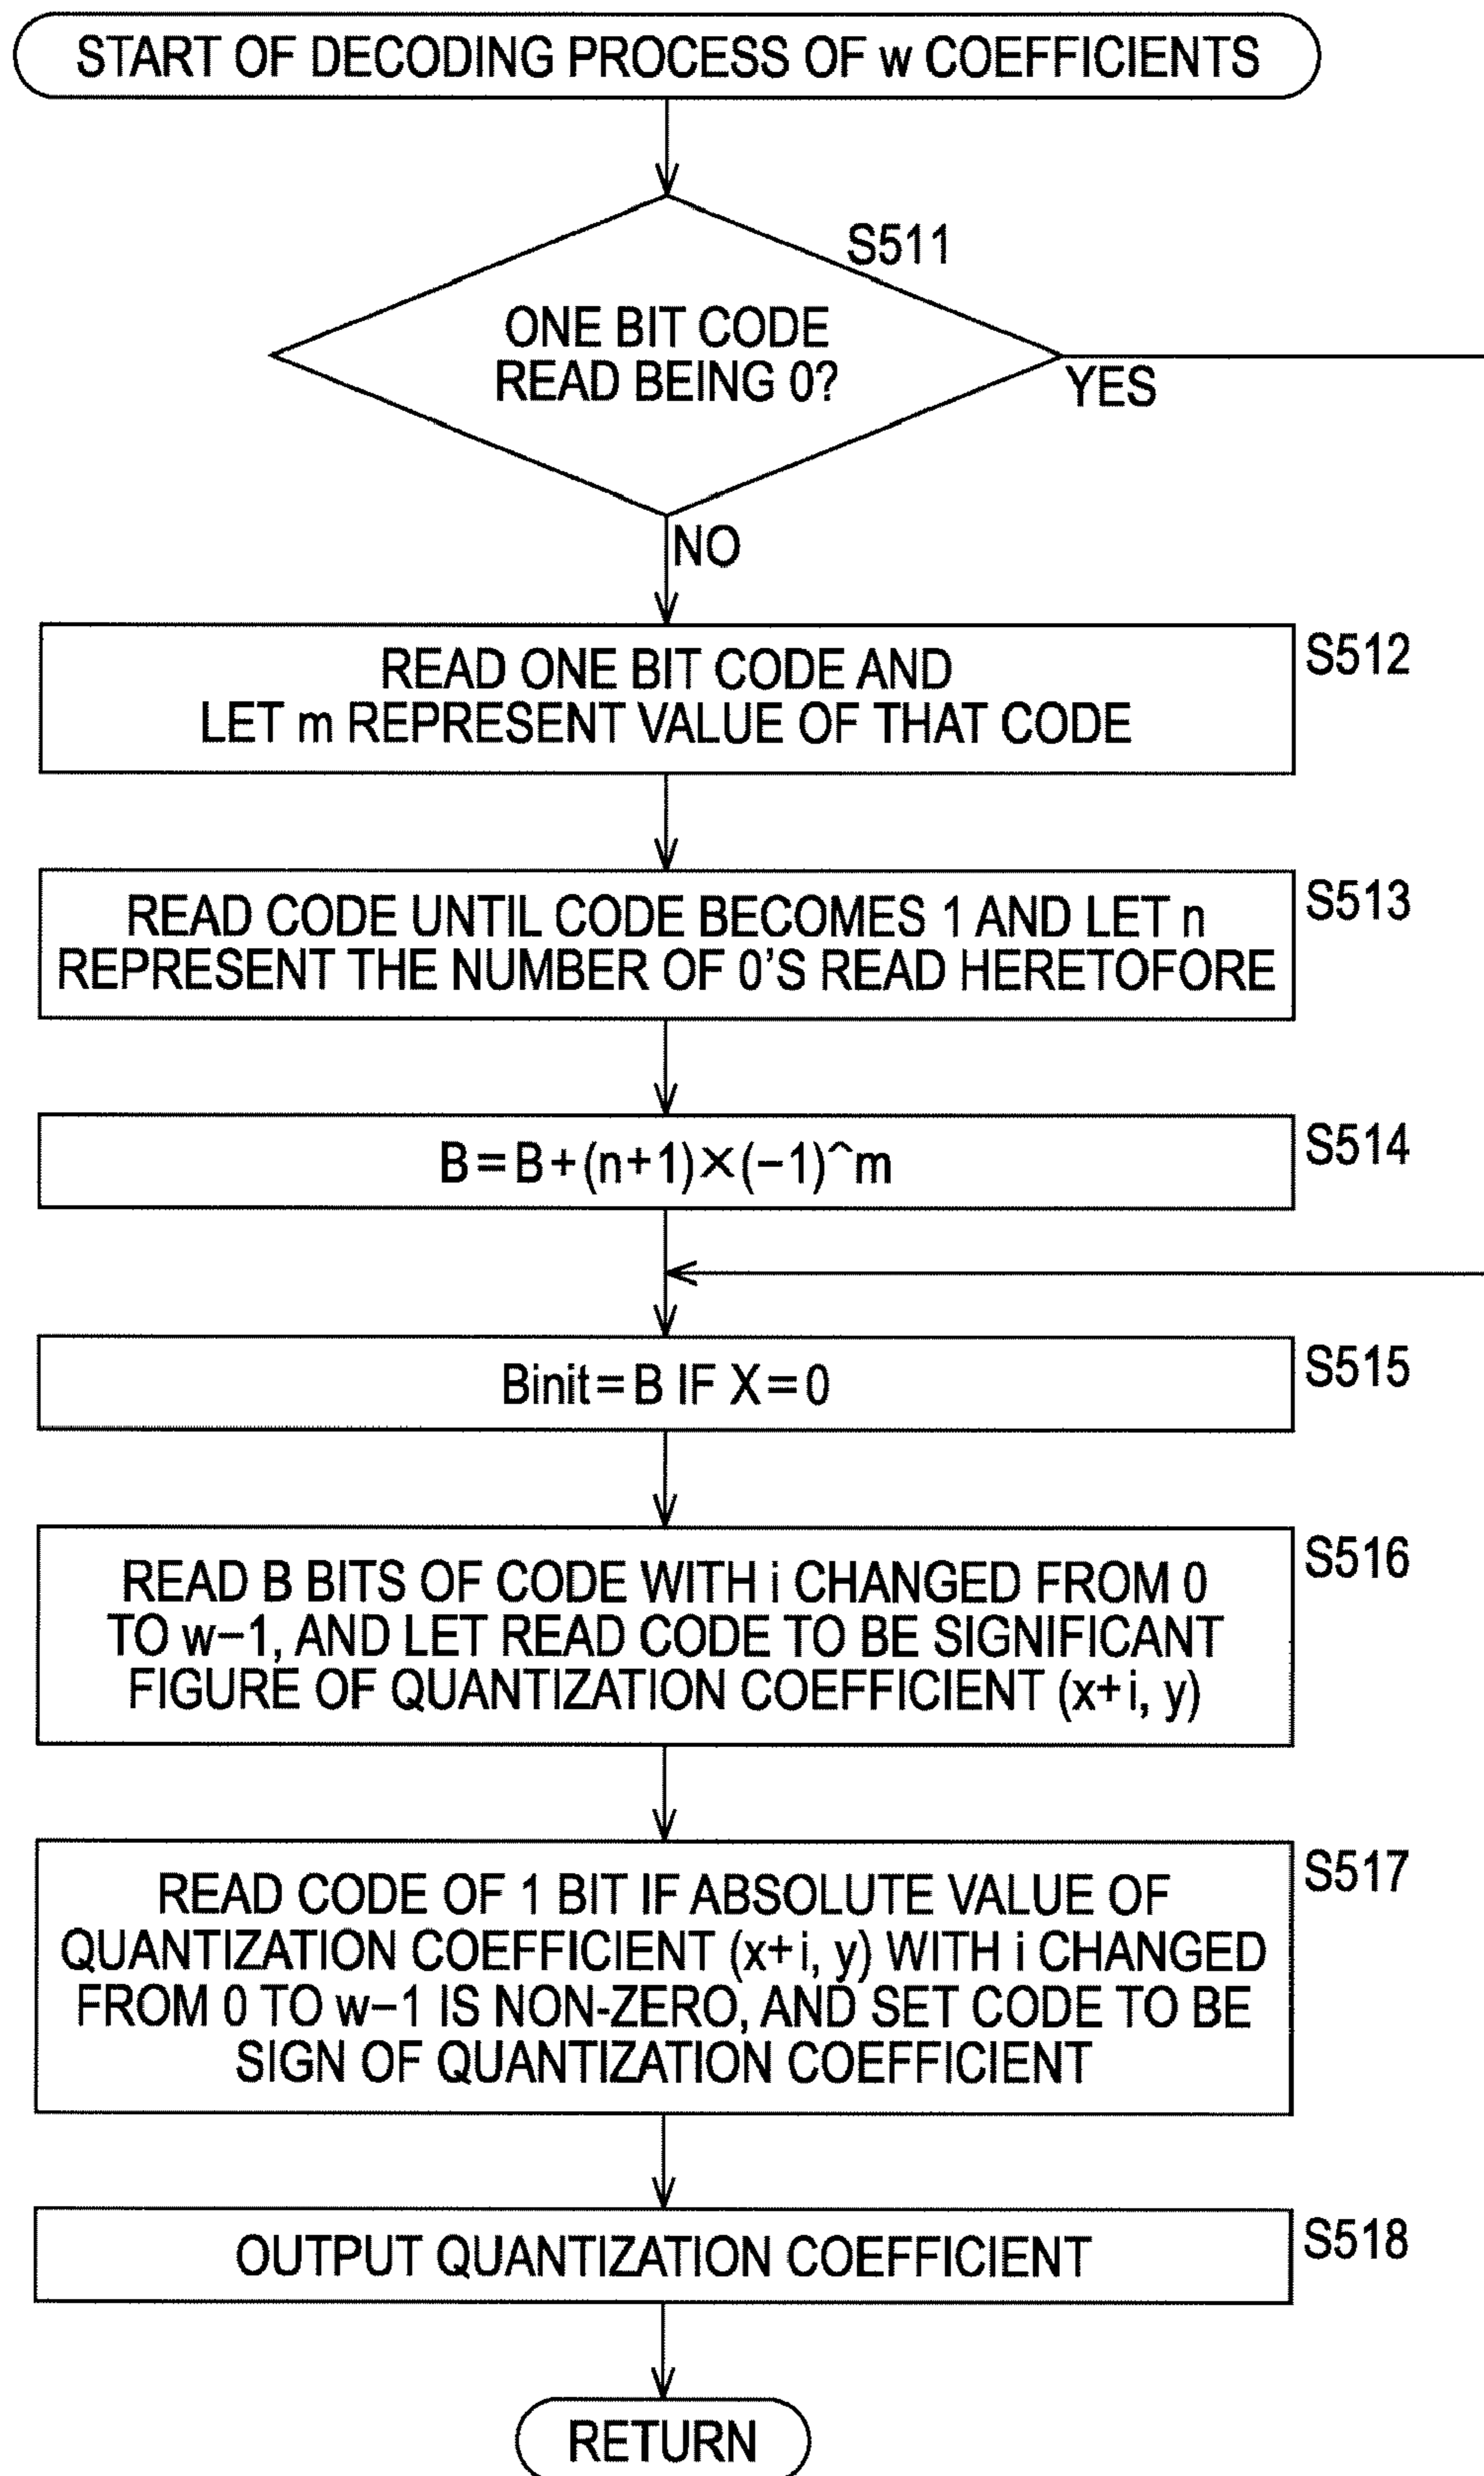 START OF DECODING PROCESS OF w COEFFICIENTS
S511
ONE BIT CODE
READ BEING 0?
YES
NO
READ ONE BIT CODE AND
LET m REPRESENT VALUE OF THAT CODE
S512
READ CODE UNTIL CODE BECOMES 1 AND LET n
REPRESENT THE NUMBER OF 0'S READ HERETOFORE
S513
B=B+(n+1)×(−1)^m
S514
Binit=B IF X=0
S515
READ B BITS OF CODE WITH i CHANGED FROM 0
TO w−1, AND LET READ CODE TO BE SIGNIFICANT
FIGURE OF QUANTIZATION COEFFICIENT (x+i, y)
S516
READ CODE OF 1 BIT IF ABSOLUTE VALUE OF
QUANTIZATION COEFFICIENT (x+i, y) WITH i CHANGED
FROM 0 TO w−1 IS NON-ZERO, AND SET CODE TO BE
SIGN OF QUANTIZATION COEFFICIENT
S517
OUTPUT QUANTIZATION COEFFICIENT
S518
RETURN